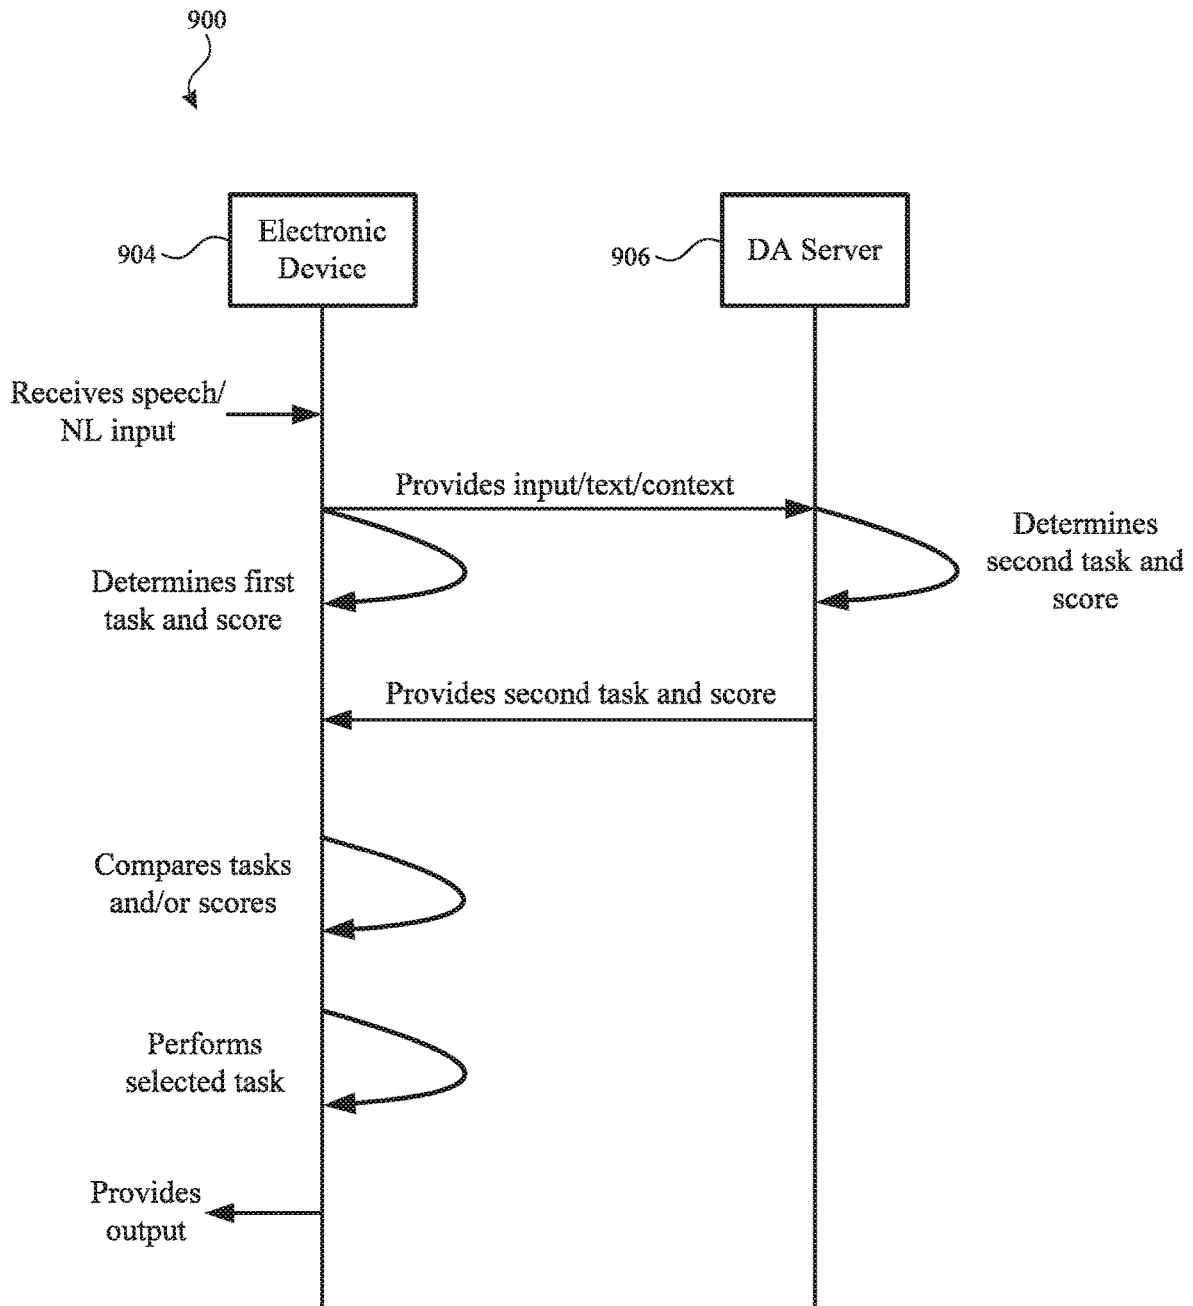 900
904
Electronic
Device
906
DA Server
Receives speech/
NL input
Provides input/text/context
Determines first
task and score
Determines
second task and
score
Provides second task and score
Compares tasks
and/or scores
Performs
selected task
Provides
output